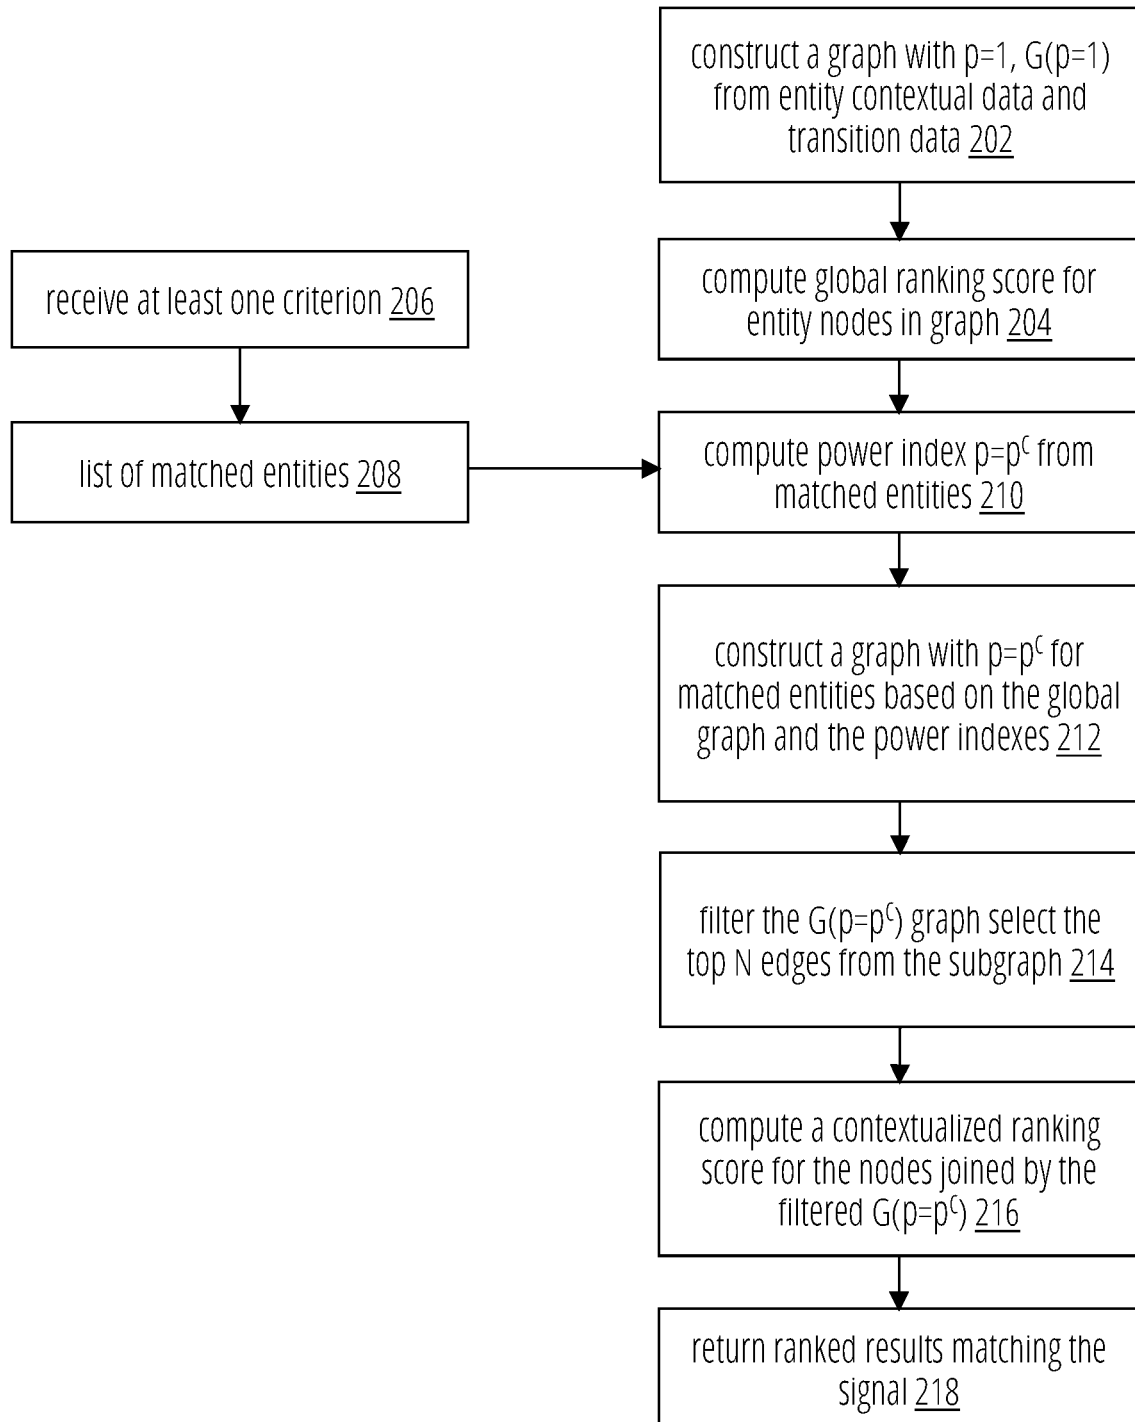 construct a graph with p=1, G(p=1)
from entity contextual data and
transition data 202
compute global ranking score for
entity nodes in graph 204
receive at least one criterion 206
list of matched entities 208
compute power index p=pᶜ from
matched entities 210
construct a graph with p=pᶜ for
matched entities based on the global
graph and the power indexes 212
filter the G(p=pᶜ) graph select the
top N edges from the subgraph 214
compute a contextualized ranking
score for the nodes joined by the
filtered G(p=pᶜ) 216
return ranked results matching the
signal 218